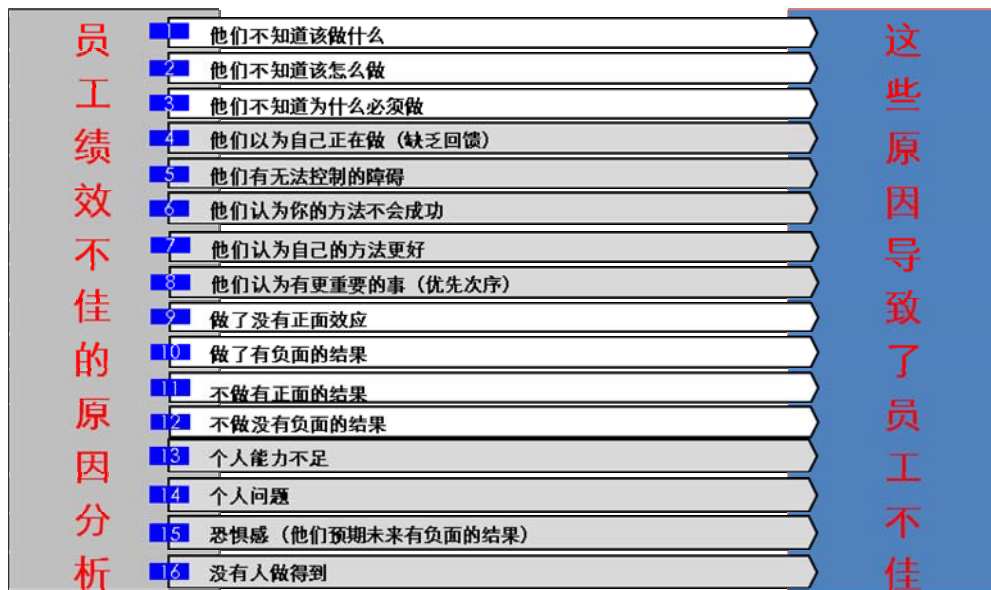 员工绩效不佳的原因分析
1 他们不知道该做什么
2 他们不知道该怎么做
3 他们不知道为什么必须做
4 他们以为自己正在做（缺乏回馈）
5 他们有无法控制的障碍
6 他们认为你的方法不会成功
7 他们认为自己的方法更好
8 他们认为有更重要的事（优先次序）
9 做了没有正面效应
10 做了有负面的结果
11 不做有正面的结果
12 不做没有负面的结果
13 个人能力不足
14 个人问题
15 恐惧感（他们预期未来有负面的结果）
16 没有人做得到
这些原因导致了员工不佳